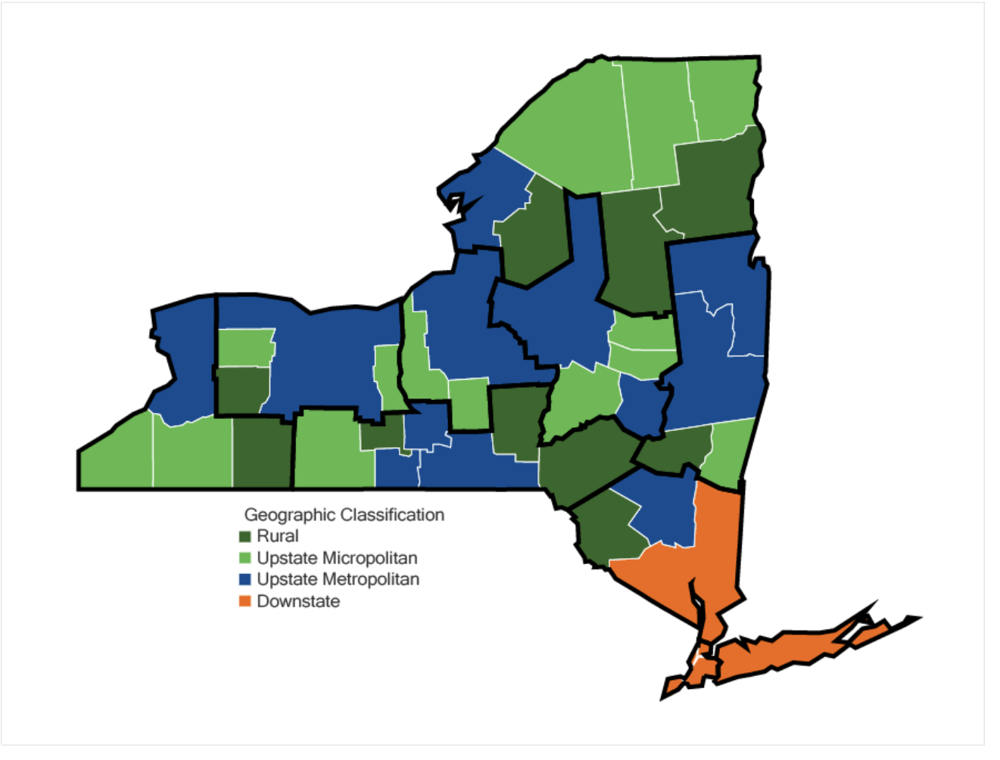 Geographic Classification
Rural
Upstate Micropolitan
Upstate Metropolitan
Downstate